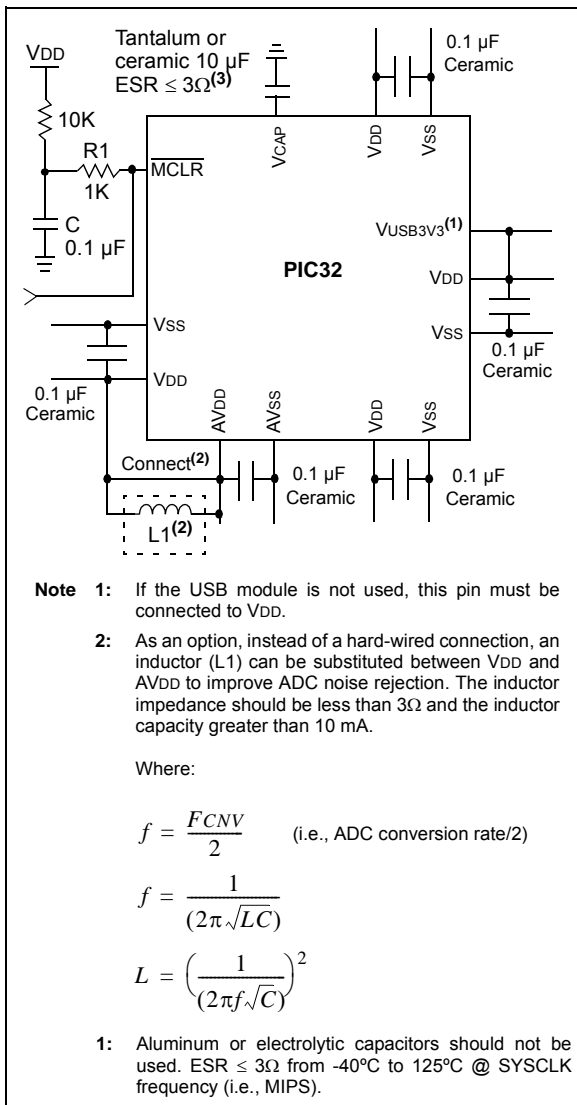 VDD
Tantalum or
ceramic 10 µF
ESR ≤ 3Ω(3)
0.1 µF
Ceramic
10K
R1
1K
MCLR
C
0.1 µF
VCAP
VDD
VSS
VUSB3V3(1)
VDD
VSS
PIC32
0.1 µF
Ceramic
VSS
VDD
0.1 µF
Ceramic
AVDD
AVSS
VDD
VSS
Connect(2)
L1(2)
0.1 µF
Ceramic
0.1 µF
Ceramic
Note 1: If the USB module is not used, this pin must be
connected to VDD.
2: As an option, instead of a hard-wired connection, an
inductor (L1) can be substituted between VDD and
AVDD to improve ADC noise rejection. The inductor
impedance should be less than 3Ω and the inductor
capacity greater than 10 mA.
Where:
f = FCNV / 2 (i.e., ADC conversion rate/2)
f = 1 / (2π√LC)
L = (1 / (2πf√C))²
1: Aluminum or electrolytic capacitors should not be
used. ESR ≤ 3Ω from -40ºC to 125ºC @ SYSCLK
frequency (i.e., MIPS).